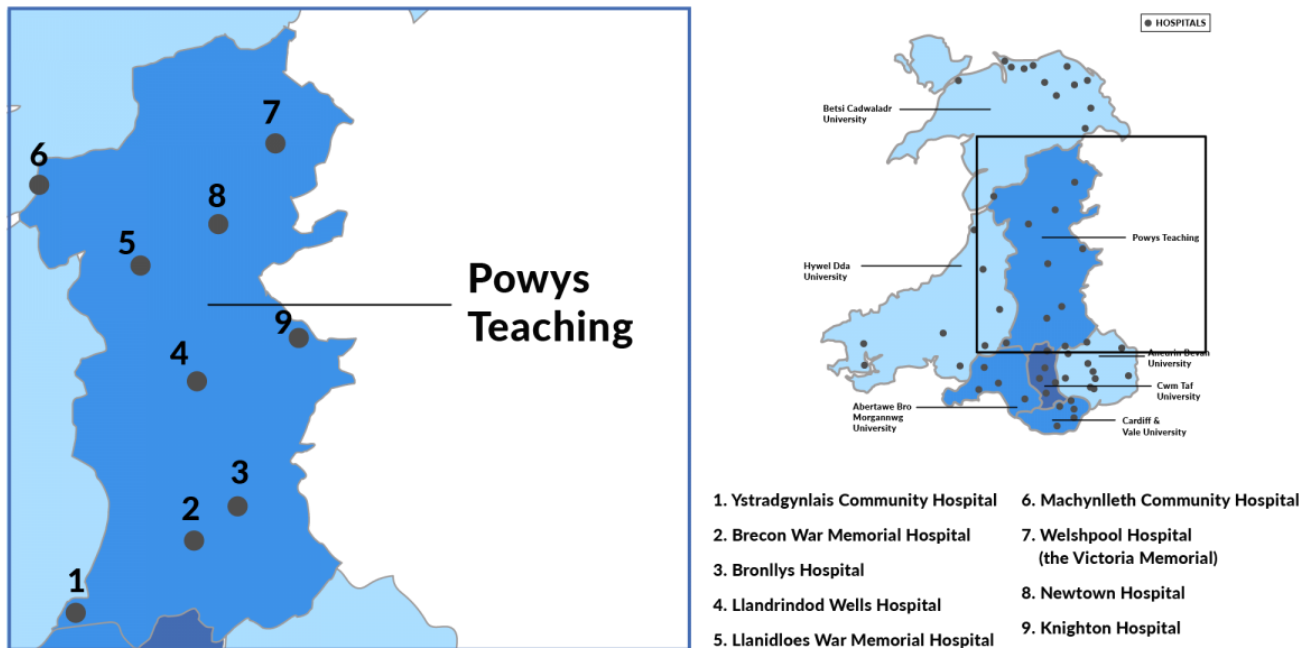 7
6
8
5
Powys
Teaching
9
4
3
2
1
HOSPITALS
Betsi Cadwaladr
University
Powys Teaching
Hywel Dda
University
Aneurin Bevan
University
Cwm Taf
University
Abertawe Bro
Morgannwg
University
Cardiff &
Vale University
1. Ystradgynlais Community Hospital
2. Brecon War Memorial Hospital
3. Bronllys Hospital
4. Llandrindod Wells Hospital
5. Llanidloes War Memorial Hospital
6. Machynlleth Community Hospital
7. Welshpool Hospital
(the Victoria Memorial)
8. Newtown Hospital
9. Knighton Hospital